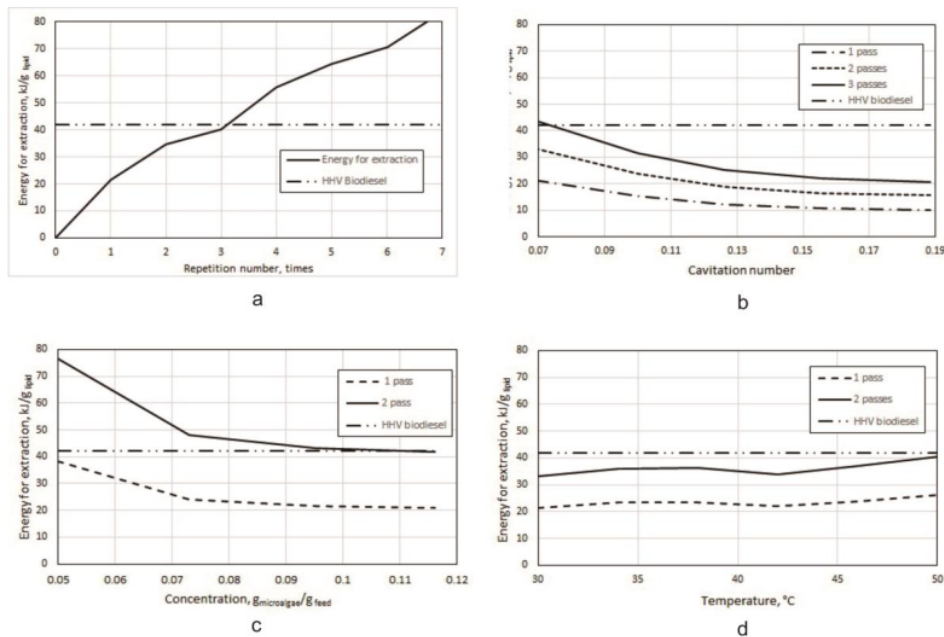 80
70
60
50
40
30
20
10
0
Energy for extraction, kJ/g lipid
Energy for extraction
HHV Biodiesel
0 1 2 3 4 5 6 7
Repetition number, times
a
80
70
60
50
40
30
20
10
0
1 pass
2 passes
3 passes
HHV biodiesel
0.07 0.09 0.11 0.13 0.15 0.17 0.19
Cavitation number
b
80
70
60
50
40
30
20
10
0
Energy for extraction, kJ/g lipid
1 pass
2 pass
HHV biodiesel
0.05 0.06 0.07 0.08 0.09 0.1 0.11 0.12
Concentration, g microalgae/g feed
c
80
70
60
50
40
30
20
10
0
Energy for extraction, kJ/g lipid
1 pass
2 passes
HHV biodiesel
30 35 40 45 50
Temperature, °C
d